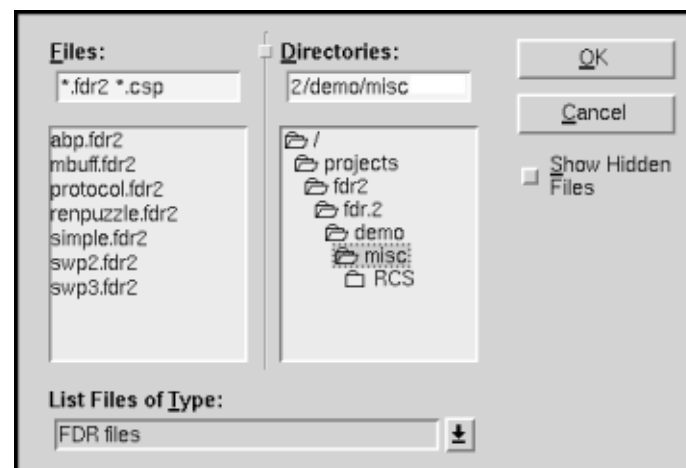 Files:
*.fdr2 *.csp
abp.fdr2
mbuff.fdr2
protocol.fdr2
renpuzzle.fdr2
simple.fdr2
swp2.fdr2
swp3.fdr2
Directories:
2/demo/misc
/
projects
fdr2
fdr.2
demo
misc
RCS
OK
Cancel
Show Hidden
Files
List Files of Type:
FDR files